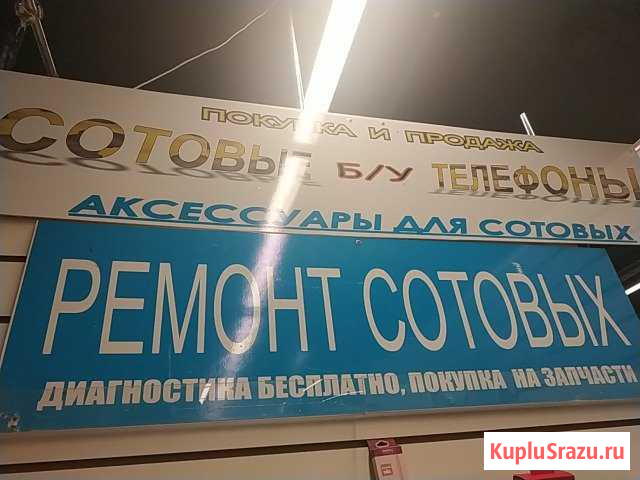 ПОКУПКА И ПРОДАЖА
СОТОВЫЕ Б/У ТЕЛЕФОНЫ
АКСЕССУАРЫ ДЛЯ СОТОВЫХ
РЕМОНТ СОТОВЫХ
ДИАГНОСТИКА БЕСПЛАТНО, ПОКУПКА НА ЗАПЧАСТИ
KupluSrazu.ru